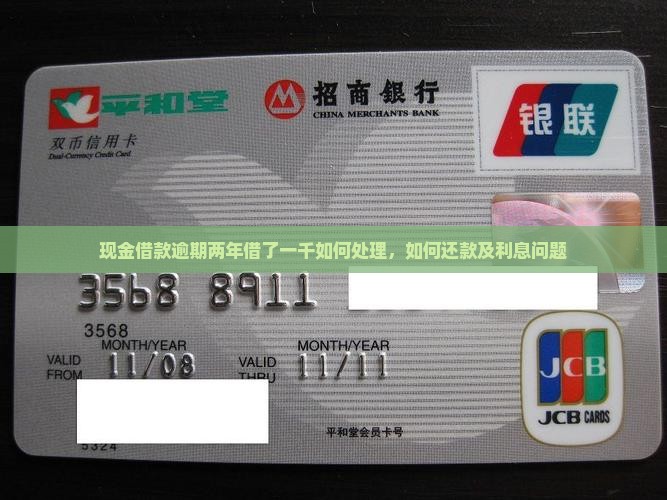 平和堂
双币信用卡
Dual-Currency Credit Card
招商銀行
CHINA MERCHANTS BANK
银联
现金借款逾期两年借了一千如何处理，如何还款及利息问题
3568 8911
3568
MONTH/YEAR MONTH/YEAR
VALID FROM 11/08 VALID THRU 11/11
JCB
JCB CARDS
平和堂会员卡号
5324